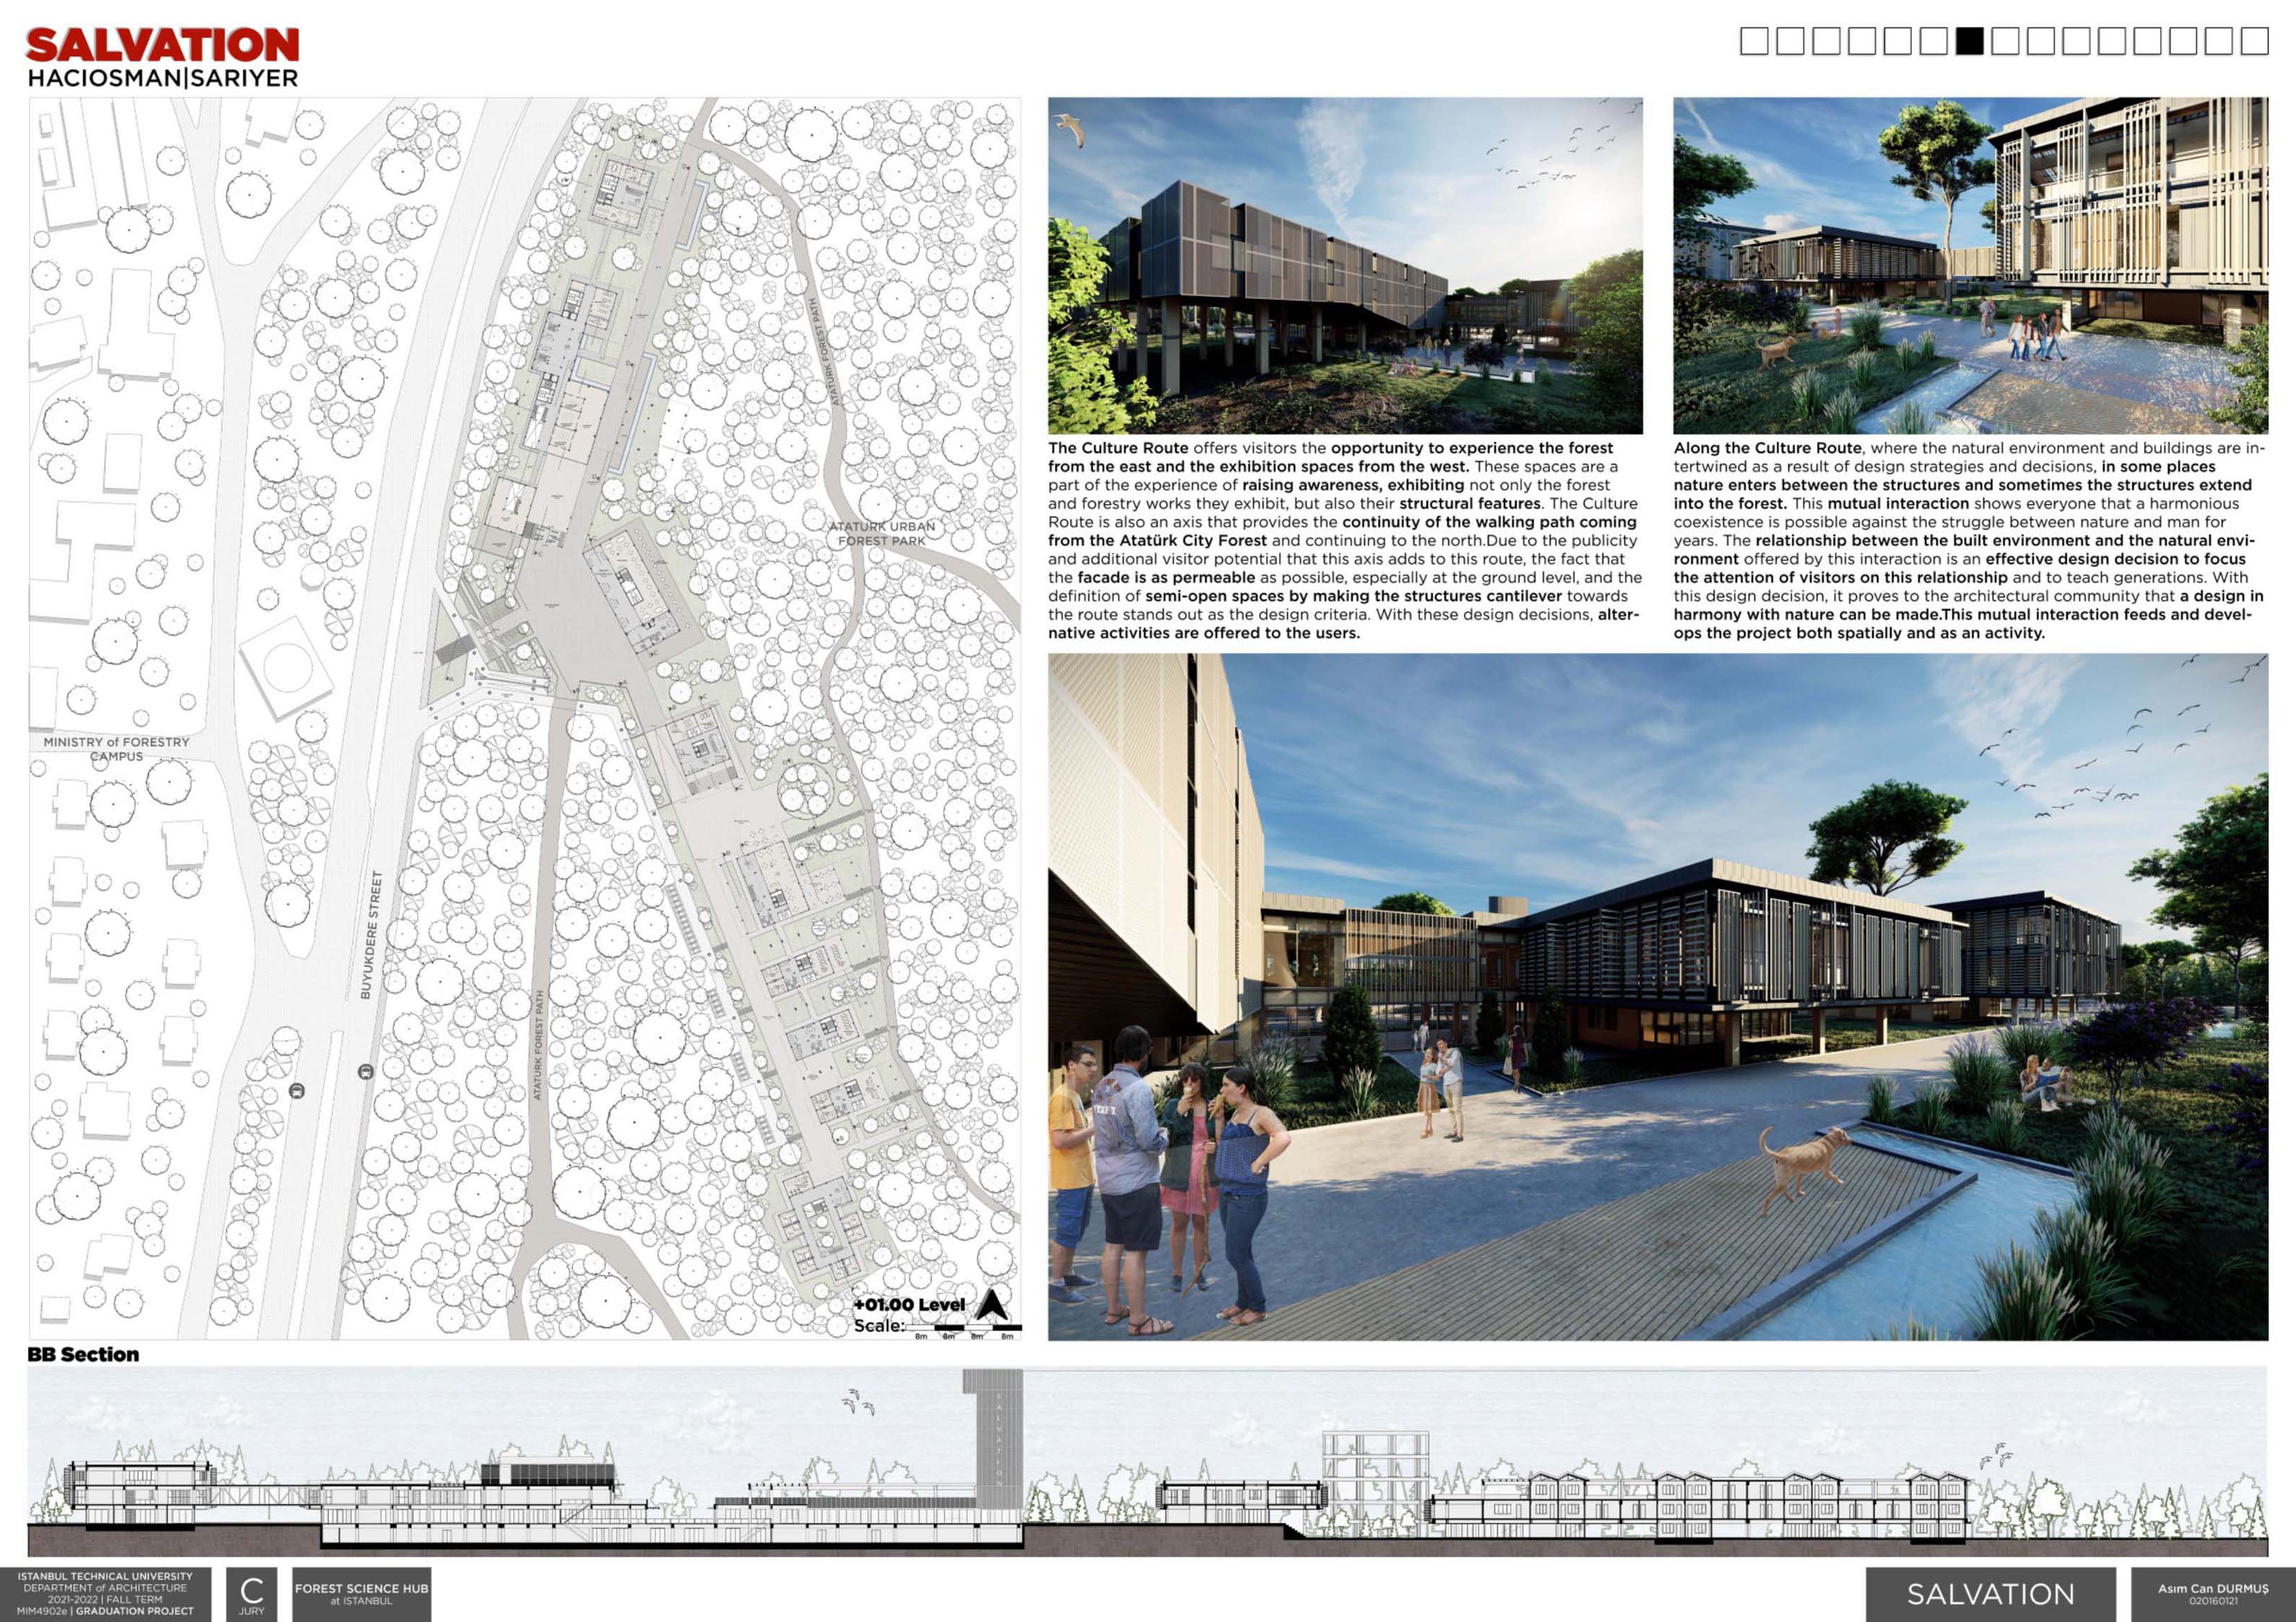 SALVATION
HACIOSMAN|SARIYER
ATATURK FOREST PATH
ATATURK URBAN
FOREST PARK
MINISTRY of FORESTRY
CAMPUS
BUYUKDERE STREET
ATATURK FOREST PATH
+01.00 Level
Scale:
8m 8m 8m 8m
The Culture Route offers visitors the opportunity to experience the forest
from the east and the exhibition spaces from the west. These spaces are a
part of the experience of raising awareness, exhibiting not only the forest
and forestry works they exhibit, but also their structural features. The Culture
Route is also an axis that provides the continuity of the walking path coming
from the Atatürk City Forest and continuing to the north.Due to the publicity
and additional visitor potential that this axis adds to this route, the fact that
the facade is as permeable as possible, especially at the ground level, and the
definition of semi-open spaces by making the structures cantilever towards
the route stands out as the design criteria. With these design decisions, alter-
native activities are offered to the users.
Along the Culture Route, where the natural environment and buildings are in-
tertwined as a result of design strategies and decisions, in some places
nature enters between the structures and sometimes the structures extend
into the forest. This mutual interaction shows everyone that a harmonious
coexistence is possible against the struggle between nature and man for
years. The relationship between the built environment and the natural envi-
ronment offered by this interaction is an effective design decision to focus
the attention of visitors on this relationship and to teach generations. With
this design decision, it proves to the architectural community that a design in
harmony with nature can be made.This mutual interaction feeds and devel-
ops the project both spatially and as an activity.
BB Section
SALVATION
ISTANBUL TECHNICAL UNIVERSITY
DEPARTMENT of ARCHITECTURE
2021-2022 | FALL TERM
MIM4902e | GRADUATION PROJECT
C
JURY
FOREST SCIENCE HUB
at ISTANBUL
SALVATION
Asım Can DURMUŞ
020160121